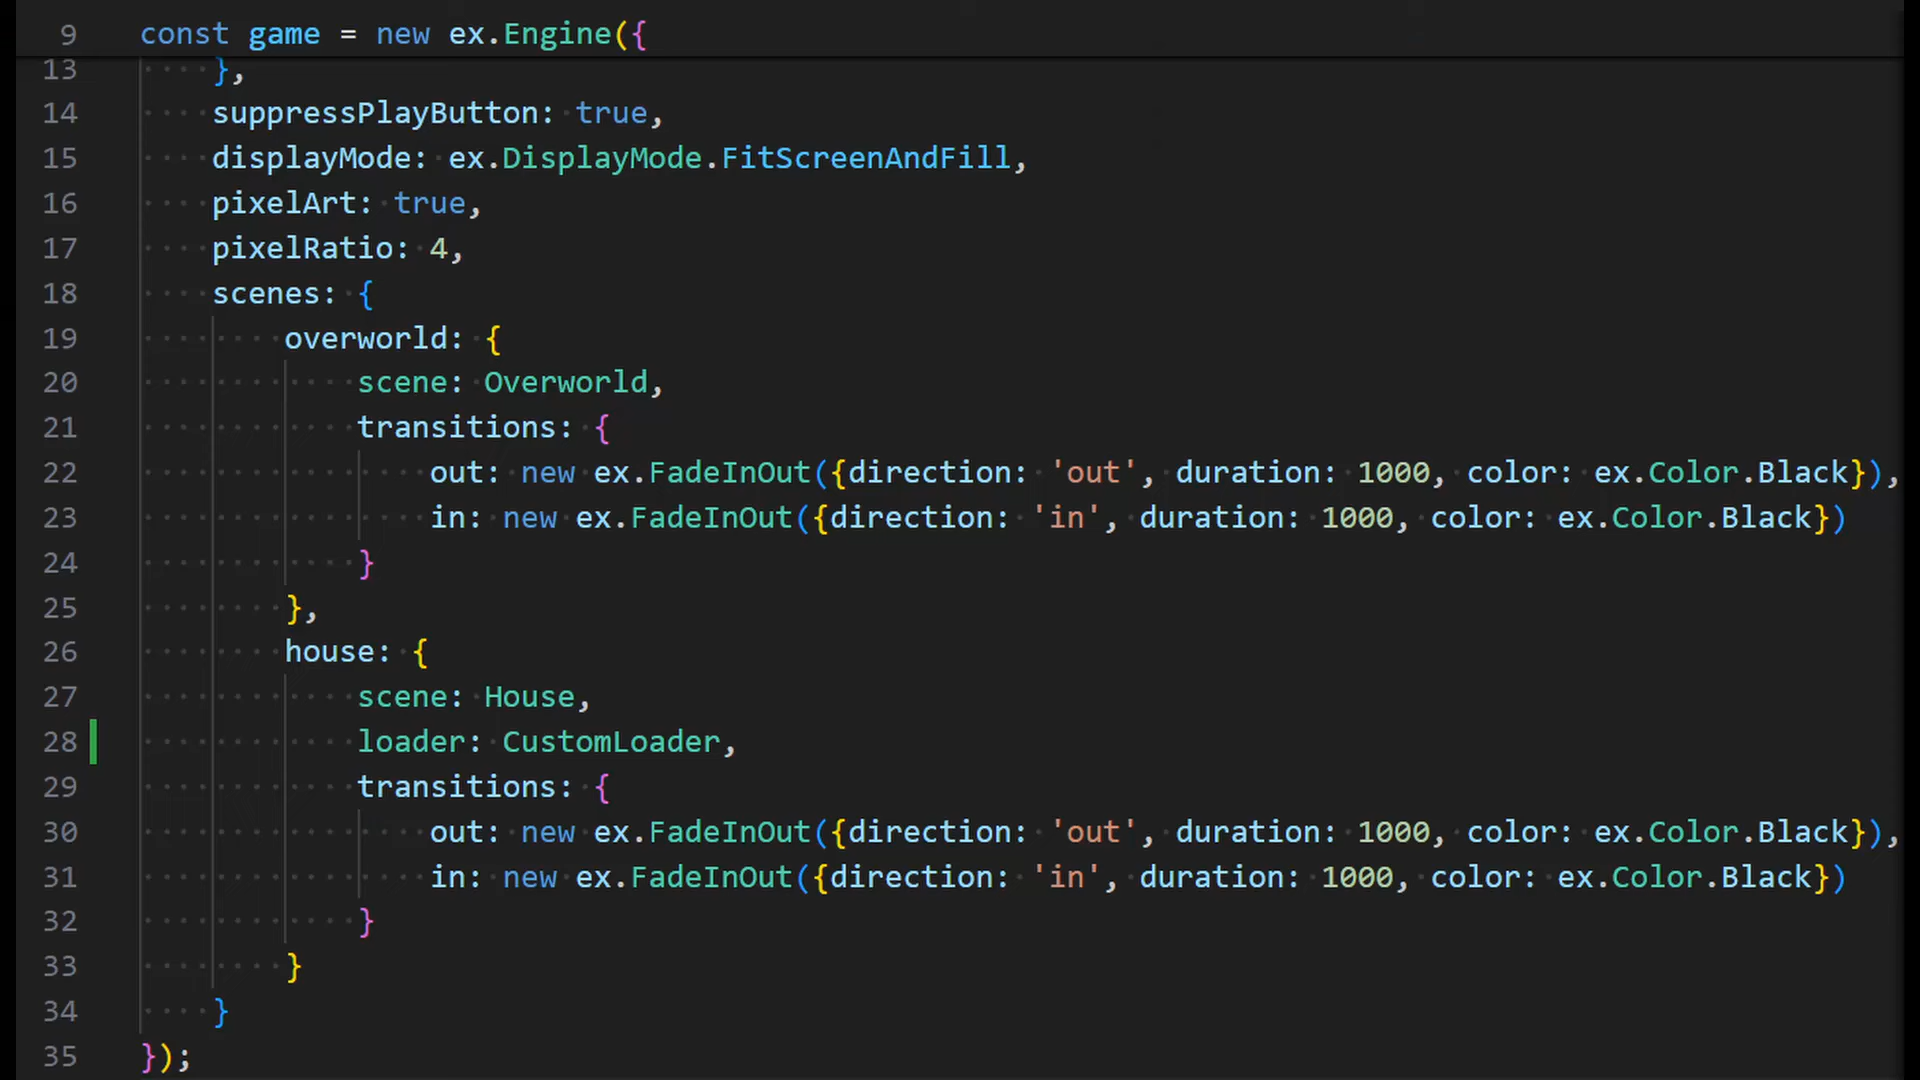 9 const game = new ex.Engine({
13 },
14 suppressPlayButton: true,
15 displayMode: ex.DisplayMode.FitScreenAndFill,
16 pixelArt: true,
17 pixelRatio: 4,
18 scenes: {
19 overworld: {
20 scene: Overworld,
21 transitions: {
22 out: new ex.FadeInOut({direction: 'out', duration: 1000, color: ex.Color.Black}),
23 in: new ex.FadeInOut({direction: 'in', duration: 1000, color: ex.Color.Black})
24 }
25 },
26 house: {
27 scene: House,
28 loader: CustomLoader,
29 transitions: {
30 out: new ex.FadeInOut({direction: 'out', duration: 1000, color: ex.Color.Black}),
31 in: new ex.FadeInOut({direction: 'in', duration: 1000, color: ex.Color.Black})
32 }
33 }
34 }
35 });